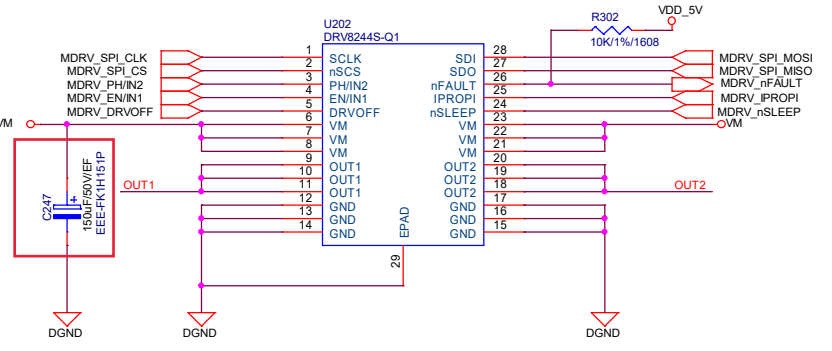 U202
DRV8244S-Q1
VDD_5V
R302
10K/1%/1608
MDRV_SPI_CLK 1 SCLK SDI 28 MDRV_SPI_MOSI
MDRV_SPI_CS 2 nSCS SDO 27 MDRV_SPI_MISO
MDRV_PH/IN2 3 PH/IN2 nFAULT 26 MDRV_nFAULT
MDRV_EN/IN1 4 EN/IN1 IPROPI 25 MDRV_IPROPI
MDRV_DRVOFF 5 DRVOFF nSLEEP 24 MDRV_nSLEEP
VM 6 VM VM 23 VM
7 VM VM 22
8 VM VM 21
9 OUT1 OUT2 20
10 OUT1 OUT2 19
OUT1 11 OUT1 OUT2 18 OUT2
12 GND GND 17
13 GND GND 16
14 GND GND 15
EPAD
29
C247
150uF/50V/EF
EEE-FK1H151P
DGND DGND DGND